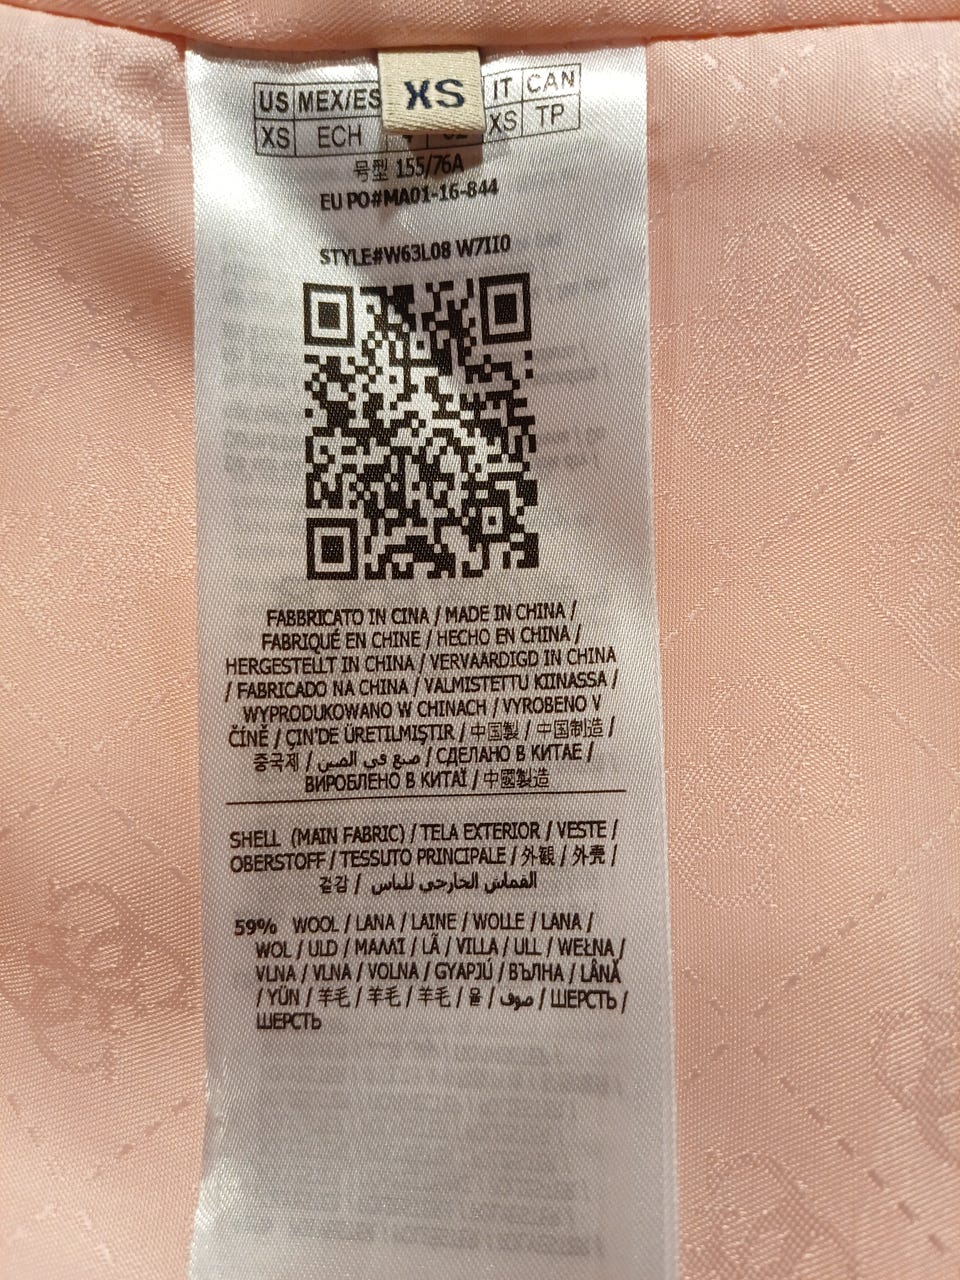 XS
US MEX/ES IT CAN
XS ECH XS TP
号型 155/76A
EU PO#MA01-16-844
STYLE#W63L08 W7II0
FABBRICATO IN CINA / MADE IN CHINA /
FABRIQUÉ EN CHINE / HECHO EN CHINA /
HERGESTELLT IN CHINA / VERVAARDIGD IN CHINA
/ FABRICADO NA CHINA / VALMISTETTU KIINASSA /
WYPRODUKOWANO W CHINACH / VYROBENO V
ČÍNĚ / ÇIN'DE ÜRETILMIŞTIR / 中国製 / 中国制造 /
중국제 / صنع في الصين / СДЕЛАНО В КИТАЕ /
ВИРОБЛЕНО В КИТАЇ / 中國製造
SHELL (MAIN FABRIC) / TELA EXTERIOR / VESTE /
OBERSTOFF / TESSUTO PRINCIPALE / 外観 / 外壳 /
겉감 / القماش الخارجي للباس
59% WOOL / LANA / LAINE / WOLLE / LANA /
WOL / ULD / ΜΑΛΛΙ / LÃ / VILLA / ULL / WEŁNA /
VLNA / VLNA / VOLNA / GYAPJÚ / ВЪЛНА / LÂNĂ
/ YÜN / 羊毛 / 羊毛 / 羊毛 / 울 / صوف / ШЕРСТЬ /
ШЕРСТЬ